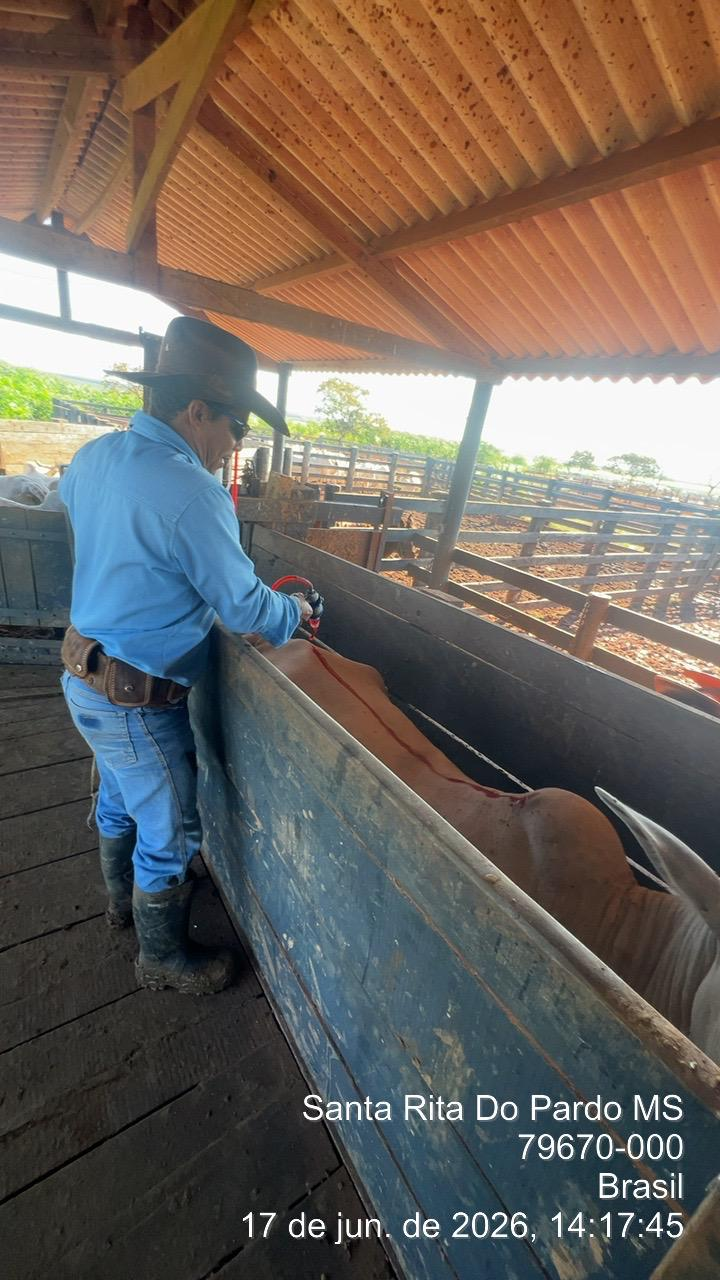 Santa Rita Do Pardo MS
79670-000
Brasil
17 de jun. de 2026, 14:17:45